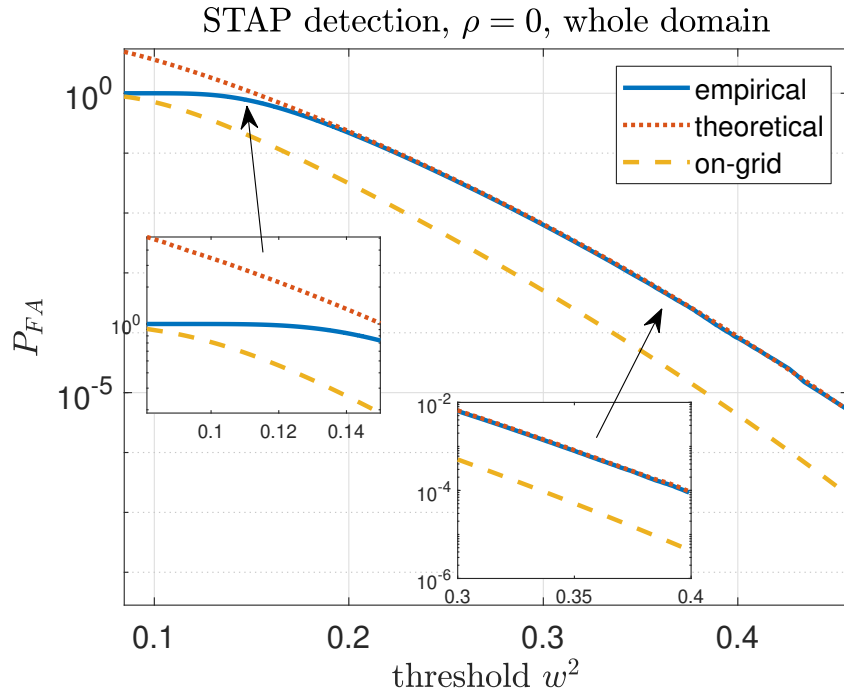 STAP detection, ρ = 0, whole domain
empirical
theoretical
on-grid
10^0
10^-5
P_{FA}
10^0
0.1
0.12
0.14
10^-2
10^-4
10^-6
0.3
0.35
0.4
0.1
0.2
0.3
0.4
threshold w^2